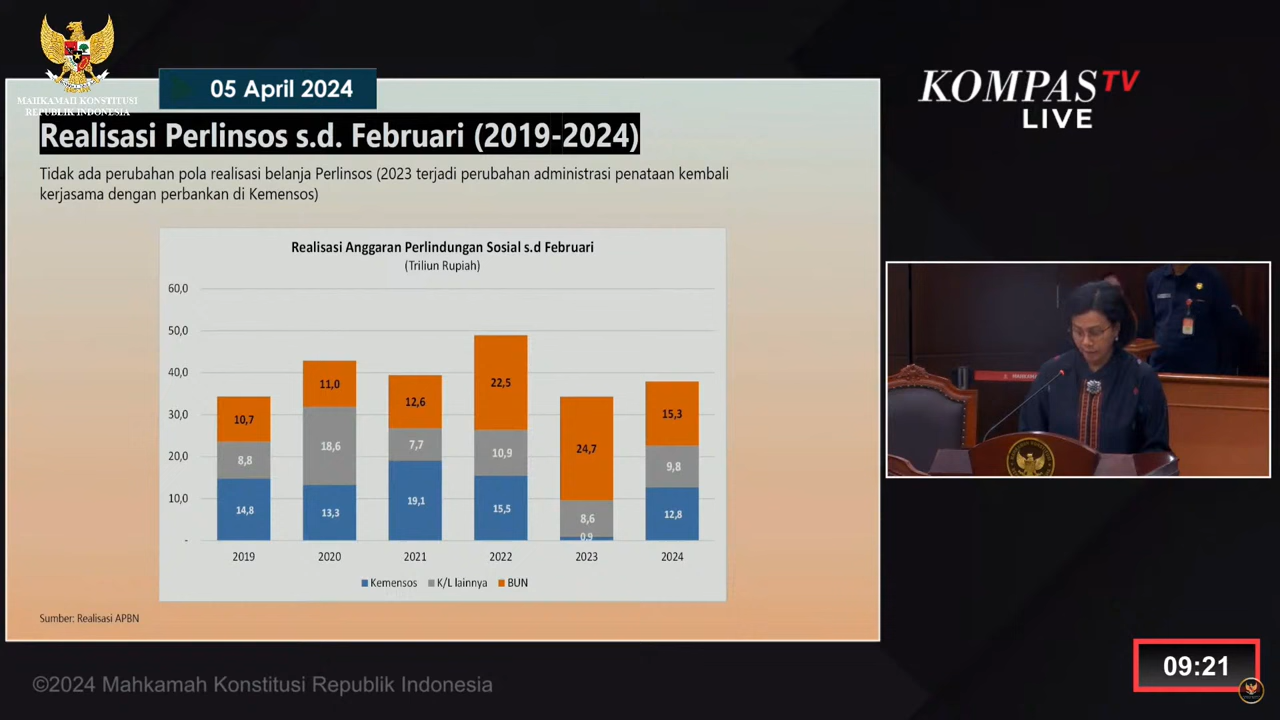 MAHKAMAH KONSTITUSI
REPUBLIK INDONESIA
05 April 2024
KOMPAS TV
LIVE
Realisasi Perlinsos s.d. Februari (2019-2024)
Tidak ada perubahan pola realisasi belanja Perlinsos (2023 terjadi perubahan administrasi penataan kembali
kerjasama dengan perbankan di Kemensos)
Realisasi Anggaran Perlindungan Sosial s.d Februari
(Triliun Rupiah)
60,0
50,0
40,0
30,0
20,0
10,0
-
10,7
8,8
14,8
11,0
18,6
13,3
12,6
7,7
19,1
22,5
10,9
15,5
24,7
8,6
0,9
15,3
9,8
12,8
2019 2020 2021 2022 2023 2024
Kemensos K/L lainnya BUN
Sumber: Realisasi APBN
09:21
©2024 Mahkamah Konstitusi Republik Indonesia